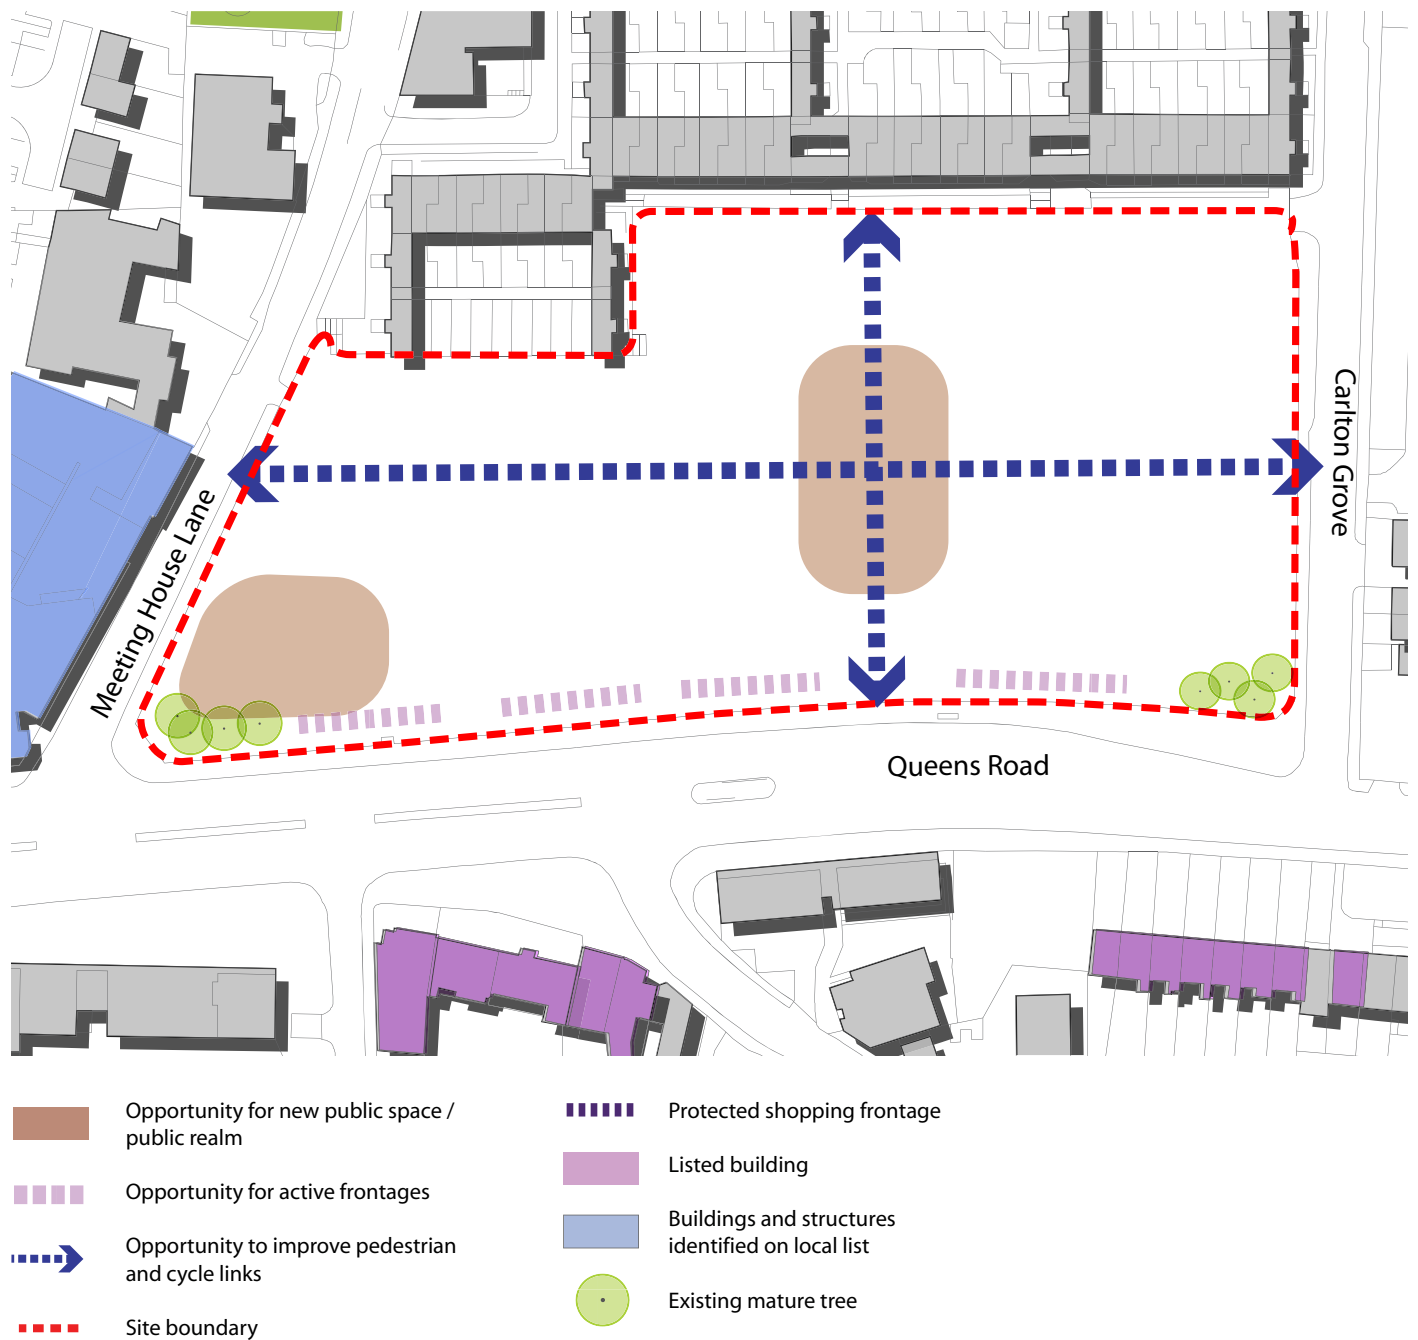 Carlton Grove
Meeting House Lane
Queens Road
Opportunity for new public space /
public realm
Opportunity for active frontages
Opportunity to improve pedestrian
and cycle links
Site boundary
Protected shopping frontage
Listed building
Buildings and structures
identified on local list
Existing mature tree